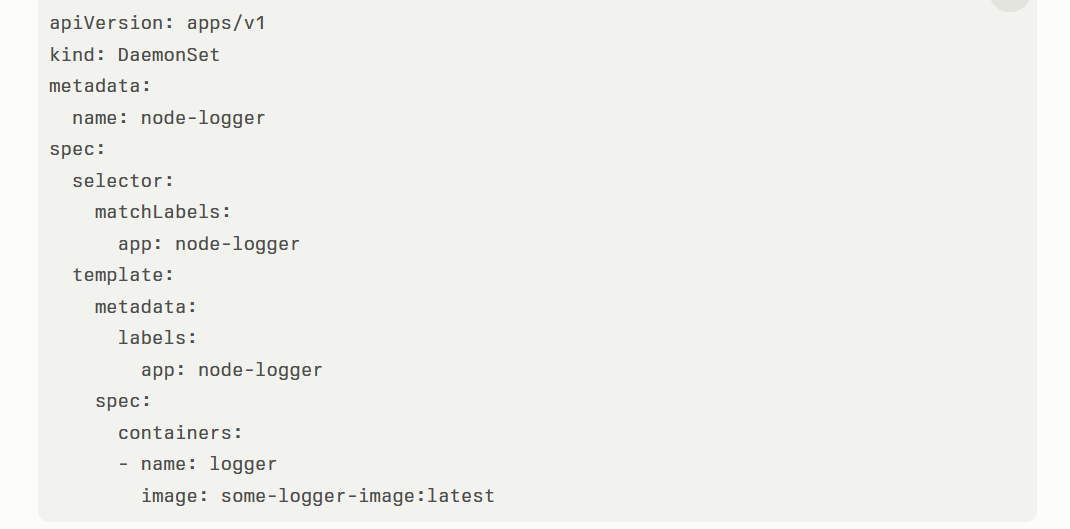 apiVersion: apps/v1
kind: DaemonSet
metadata:
  name: node-logger
spec:
  selector:
    matchLabels:
      app: node-logger
  template:
    metadata:
      labels:
        app: node-logger
    spec:
      containers:
      - name: logger
        image: some-logger-image:latest